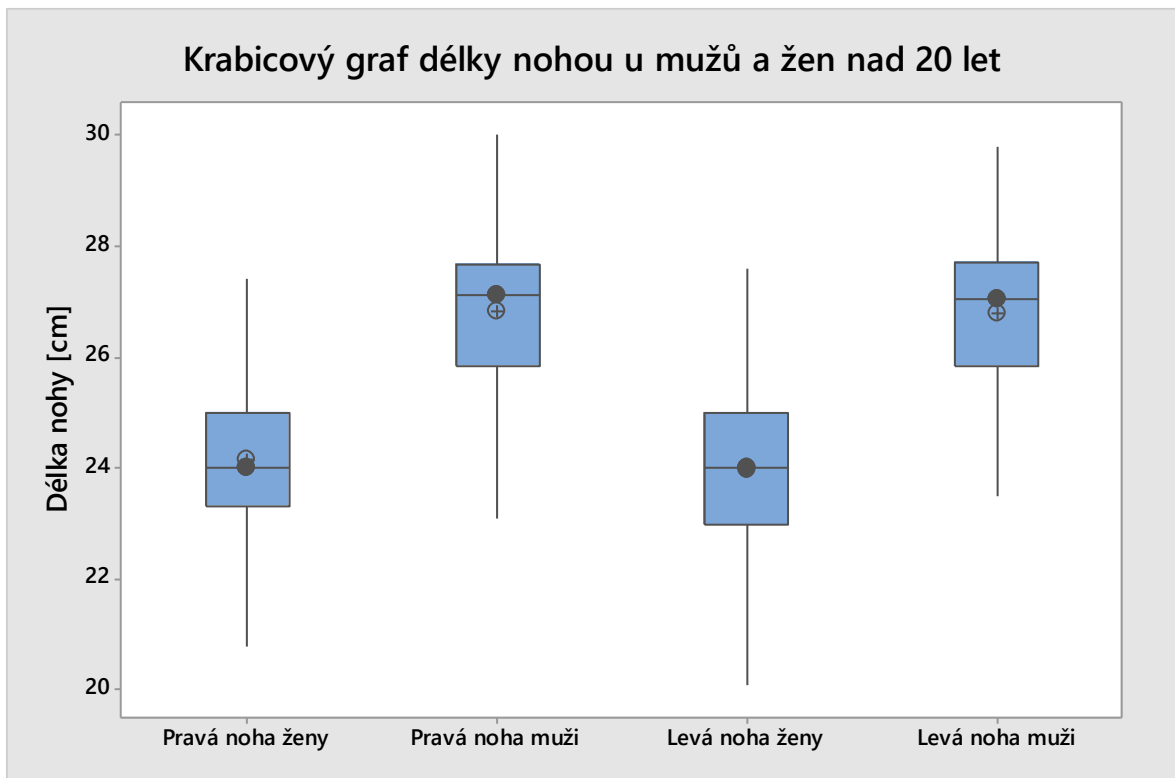 Krabicový graf délky nohou u mužů a žen nad 20 let
Délka nohy [cm]
30
28
26
24
22
20
Pravá noha ženy
Pravá noha muži
Levá noha ženy
Levá noha muži